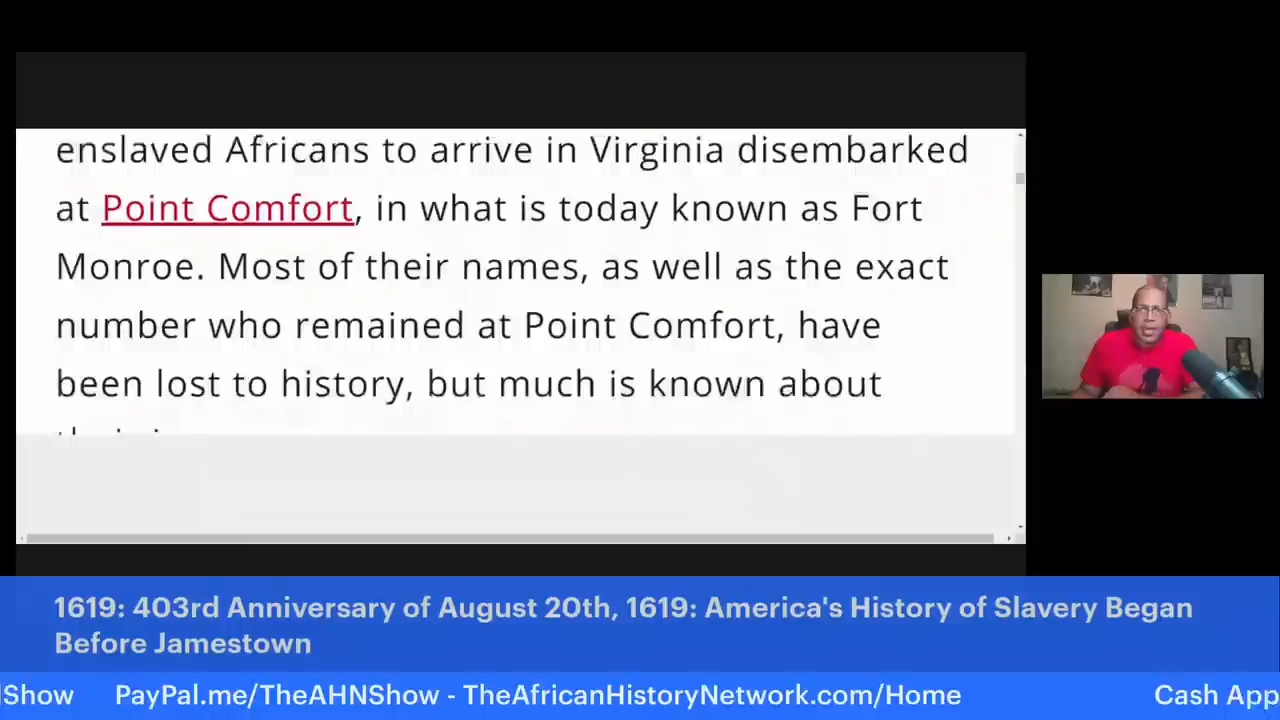 enslaved Africans to arrive in Virginia disembarked
at Point Comfort, in what is today known as Fort
Monroe. Most of their names, as well as the exact
number who remained at Point Comfort, have
been lost to history, but much is known about
1619: 403rd Anniversary of August 20th, 1619: America's History of Slavery Began
Before Jamestown
PayPal.me/TheAHNShow - TheAfricanHistoryNetwork.com/Home Cash App